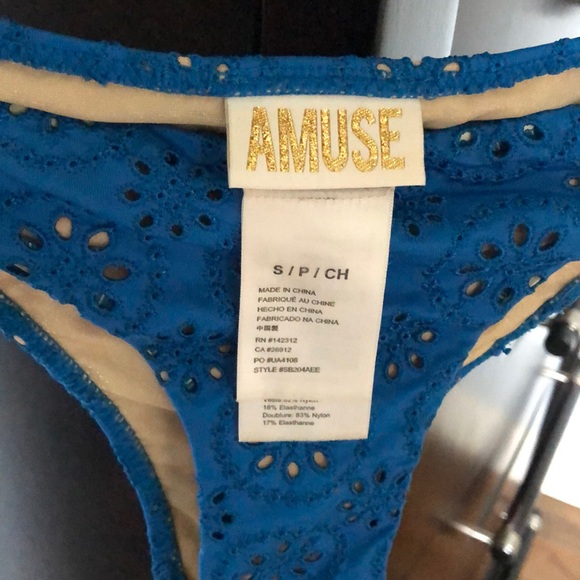 AMUSE
S / P / CH
MADE IN CHINA
FABRIQUÉ AU CHINE
HECHO EN CHINA
FABRICADO NA CHINA
中国製
RN #142312
CA #26912
PO #UA4106
STYLE #SB204AEE
18% Elasthanne
Doublure: 83% Nylon
17% Elasthanne